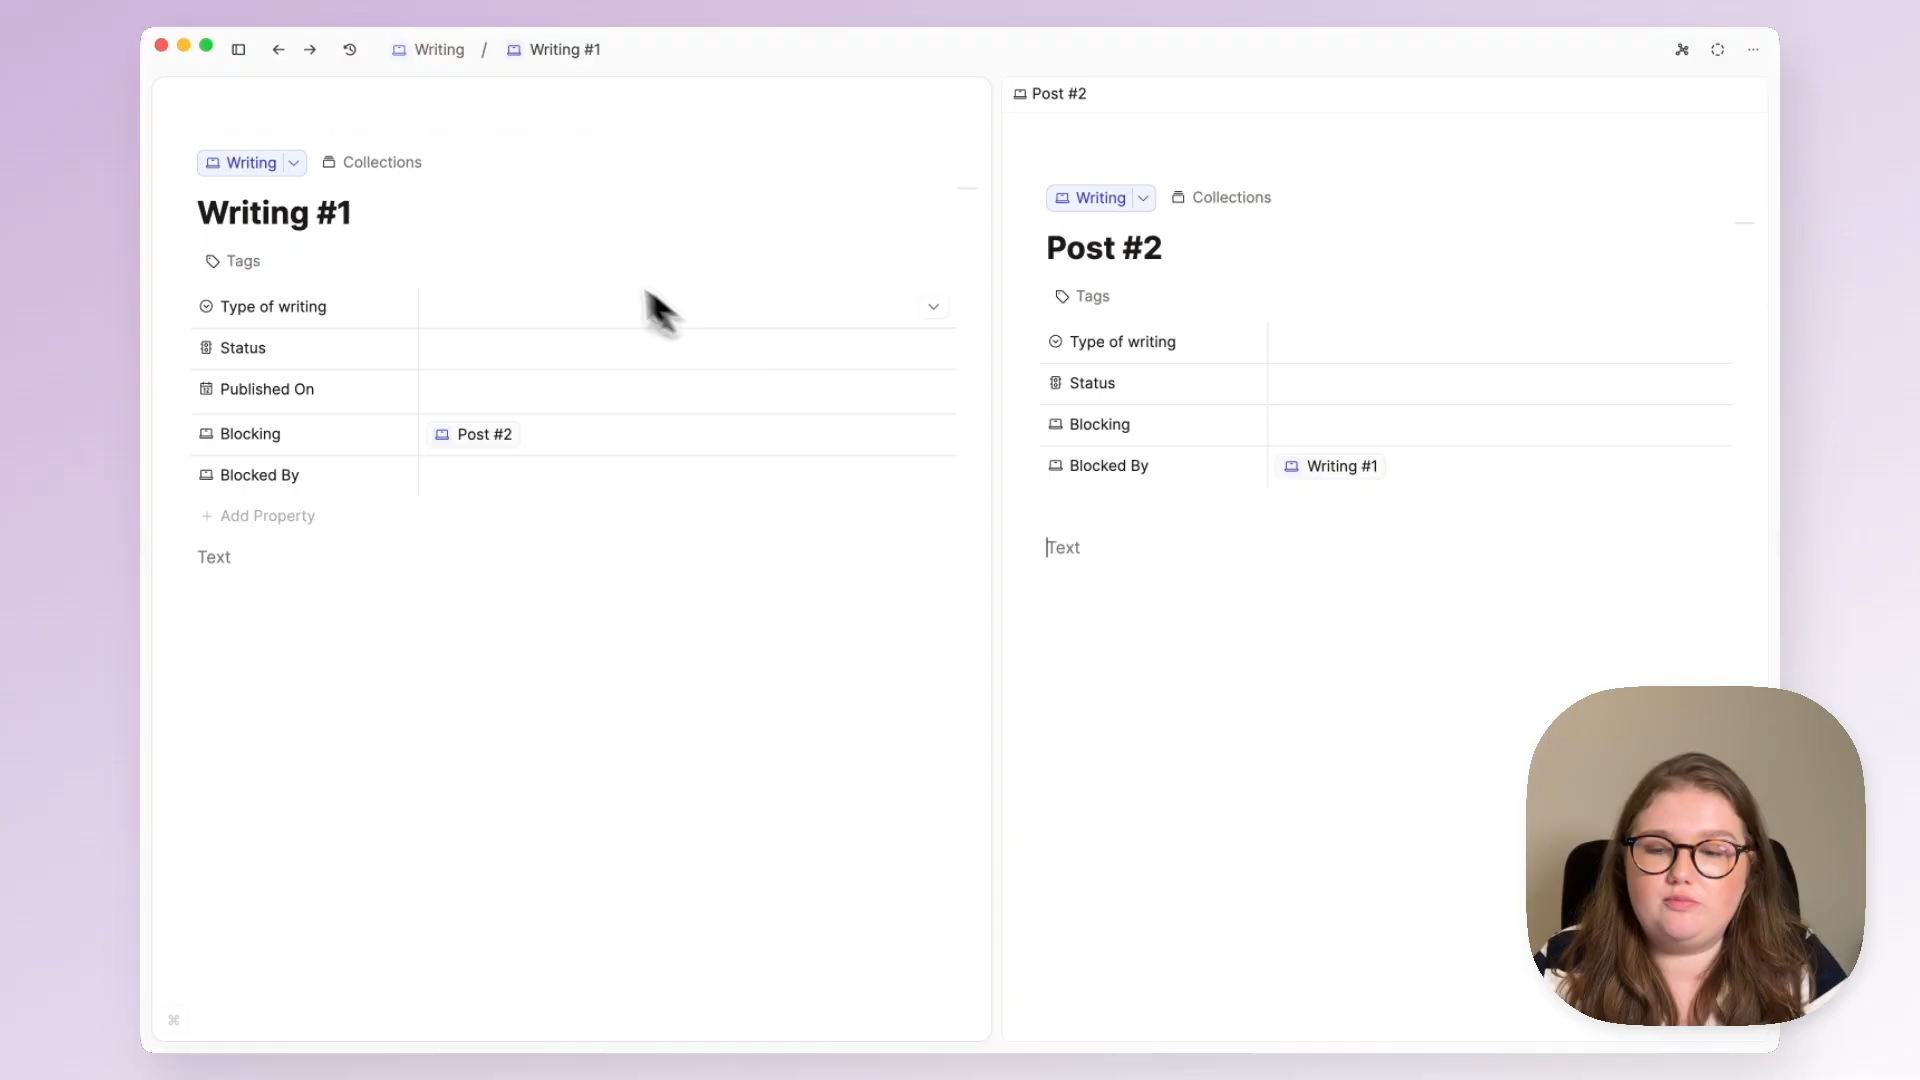 Writing / Writing #1
Writing Collections
Writing #1
Tags
Type of writing
Status
Published On
Blocking Post #2
Blocked By
+ Add Property
Text
Post #2
Writing Collections
Post #2
Tags
Type of writing
Status
Blocking
Blocked By Writing #1
Text